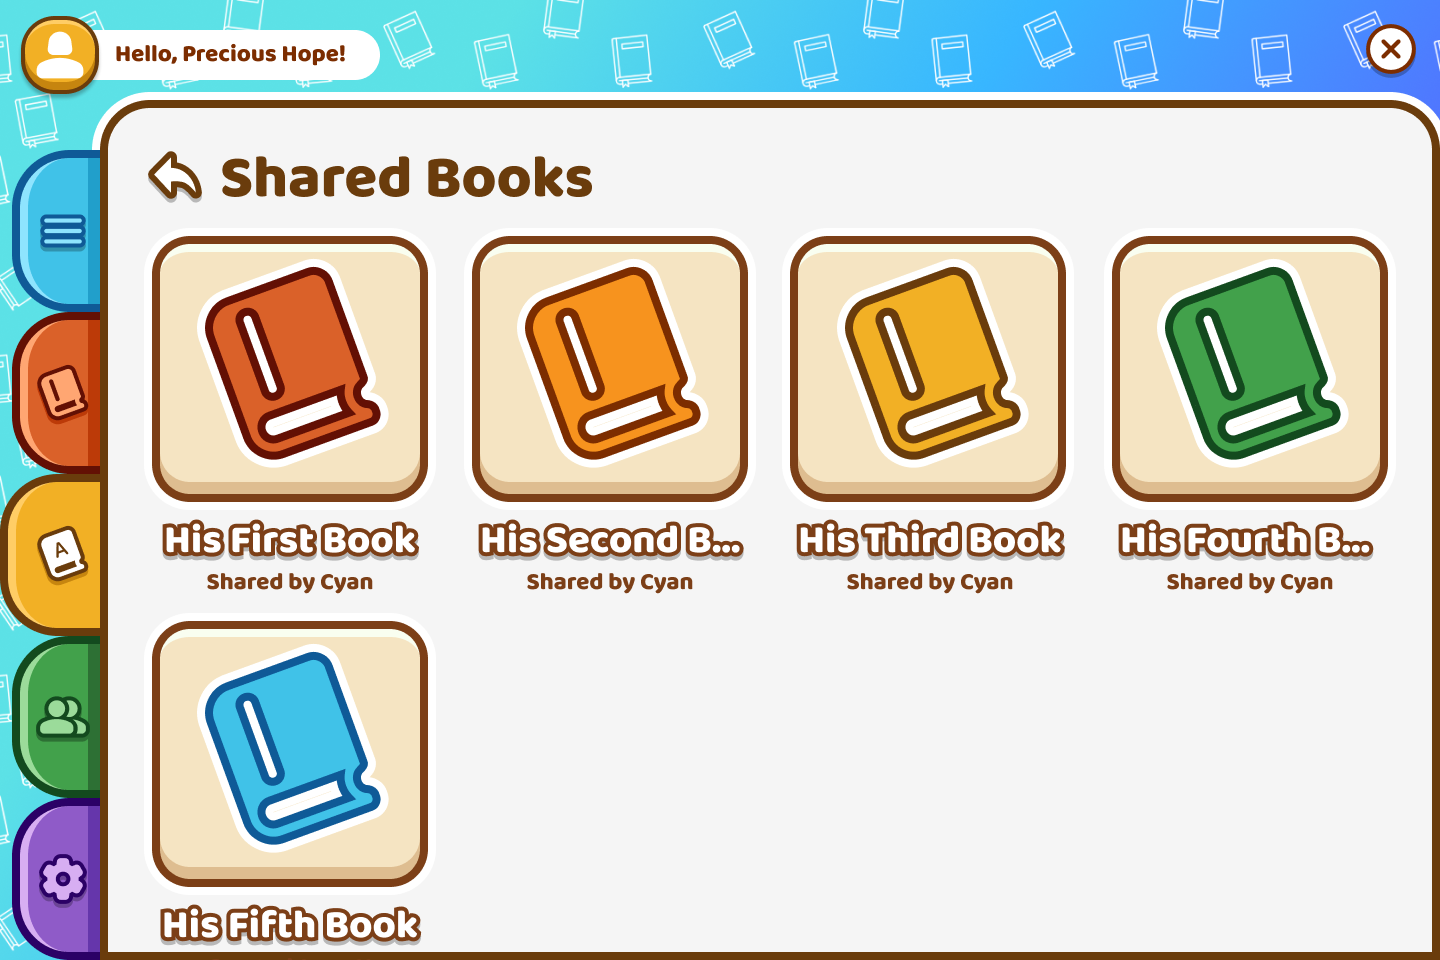 Hello, Precious Hope!
Shared Books
His First Book
Shared by Cyan
His Second B...
Shared by Cyan
His Third Book
Shared by Cyan
His Fourth B...
Shared by Cyan
A
His Fifth Book